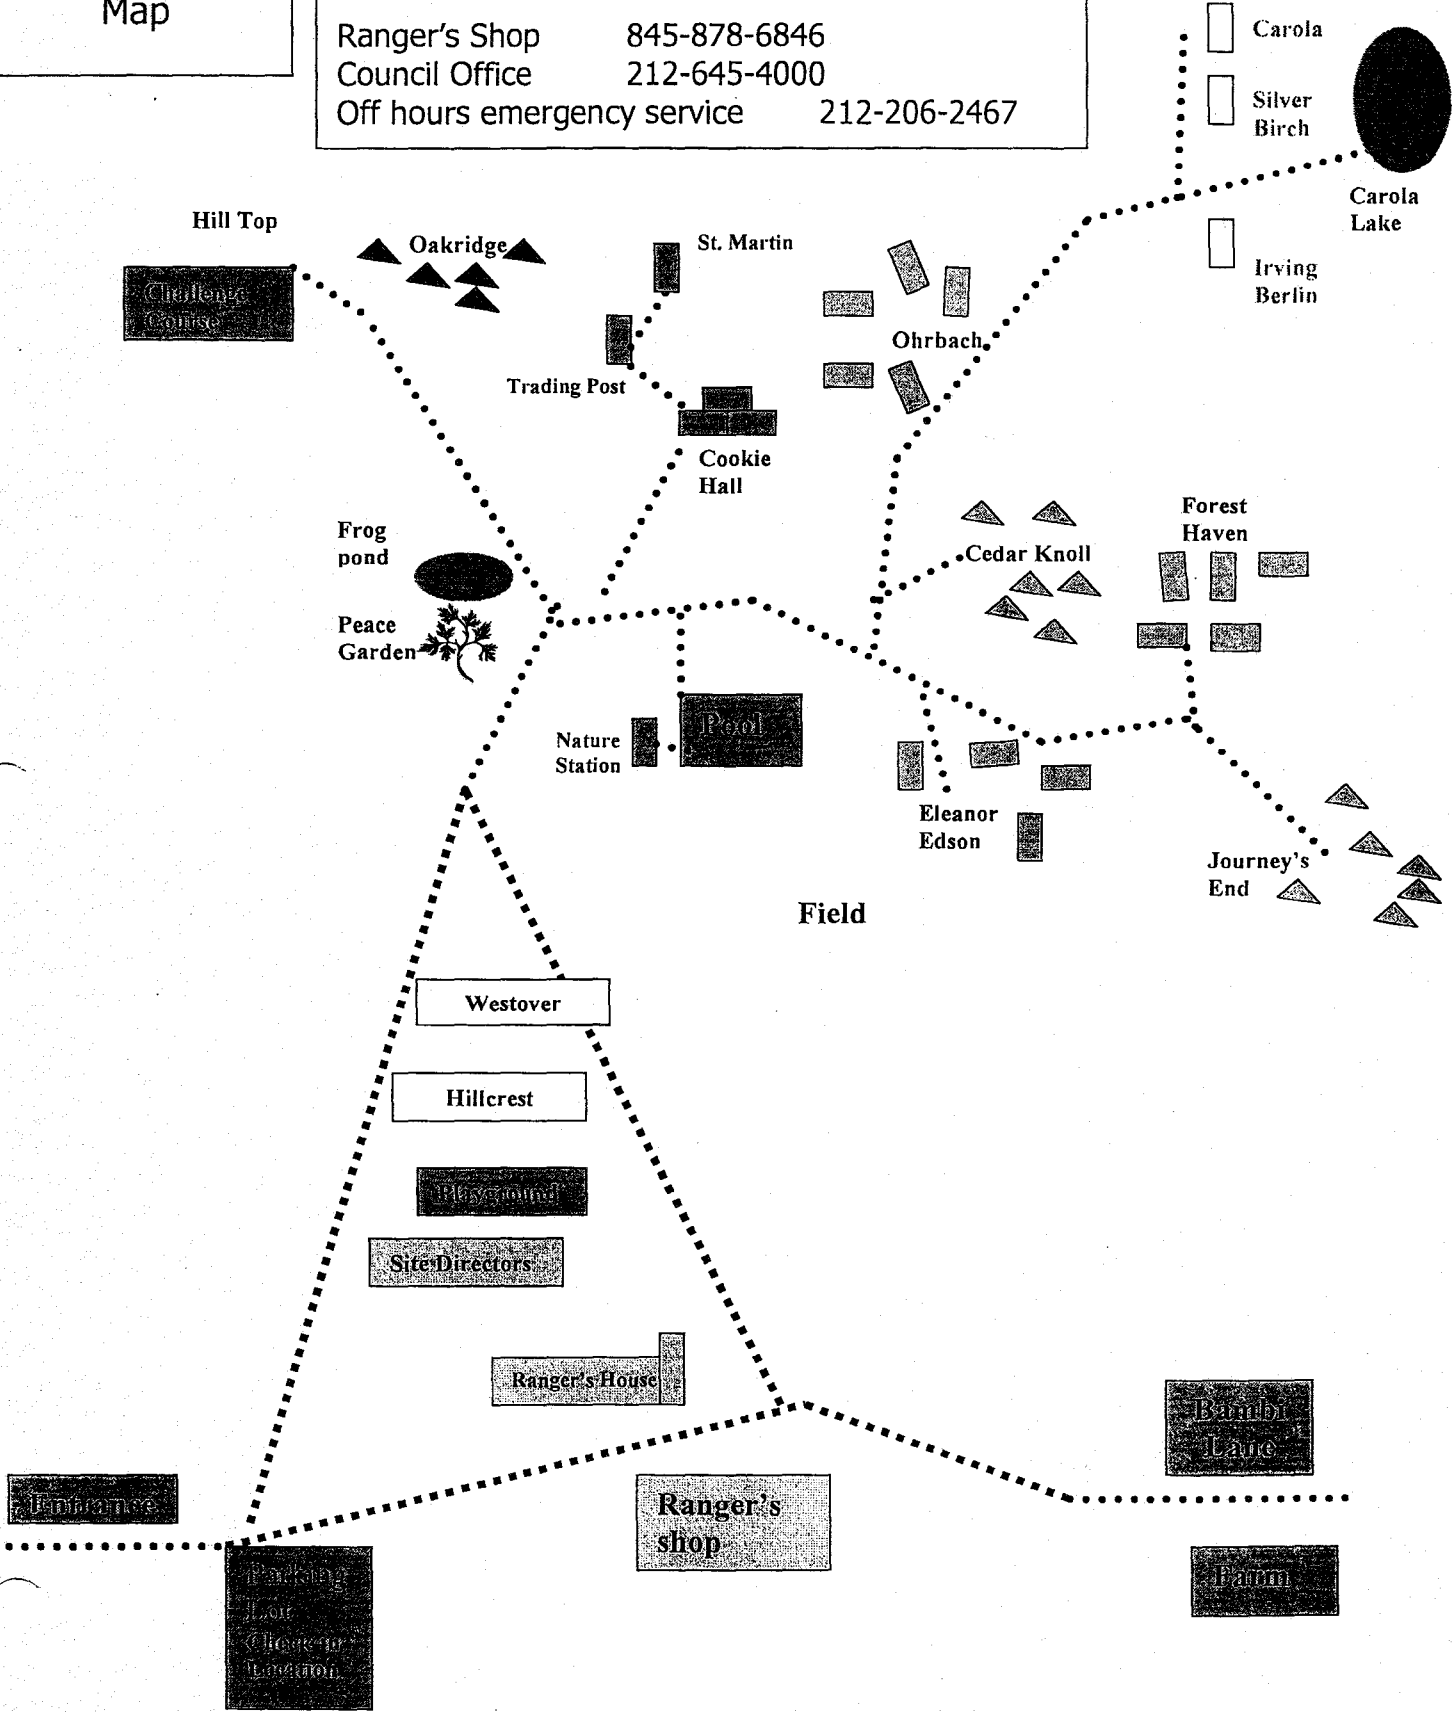 Map
Ranger's Shop 845-878-6846
Council Office 212-645-4000
Off hours emergency service 212-206-2467
Carola
Silver
Birch
Carola
Lake
Irving
Berlin
Hill Top
Oakridge
St. Martin
Challenge
Course
Trading Post
Ohrbach
Cookie
Hall
Frog
pond
Peace
Garden
Cedar Knoll
Forest
Haven
Pool
Nature
Station
Eleanor
Edson
Journey's
End
Field
Westover
Hillcrest
Playground
Site Directors
Ranger's House
Bambi
Lane
Entrance
Ranger's
shop
Parking
Lot
Check-in
Location
Farm